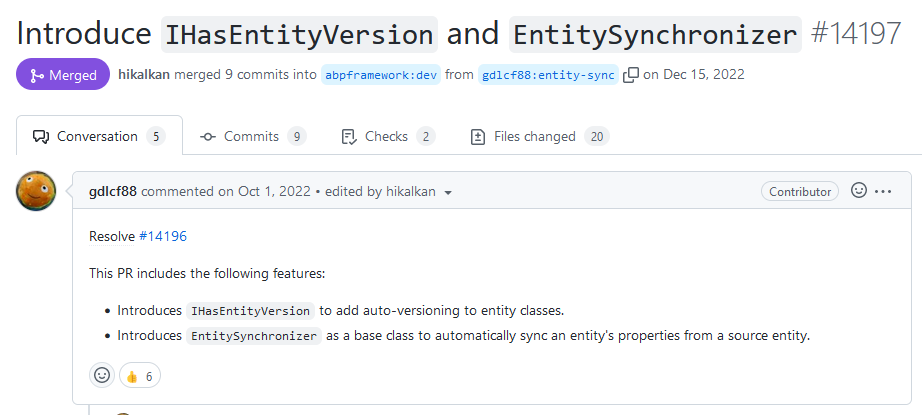 Introduce IHasEntityVersion and EntitySynchronizer #14197
Merged hikalkan merged 9 commits into abpframework:dev from gdlcf88:entity-sync on Dec 15, 2022
Conversation 5 Commits 9 Checks 2 Files changed 20
gdlcf88 commented on Oct 1, 2022 • edited by hikalkan Contributor
Resolve #14196
This PR includes the following features:
• Introduces IHasEntityVersion to add auto-versioning to entity classes.
• Introduces EntitySynchronizer as a base class to automatically sync an entity's properties from a source entity.
👍 6